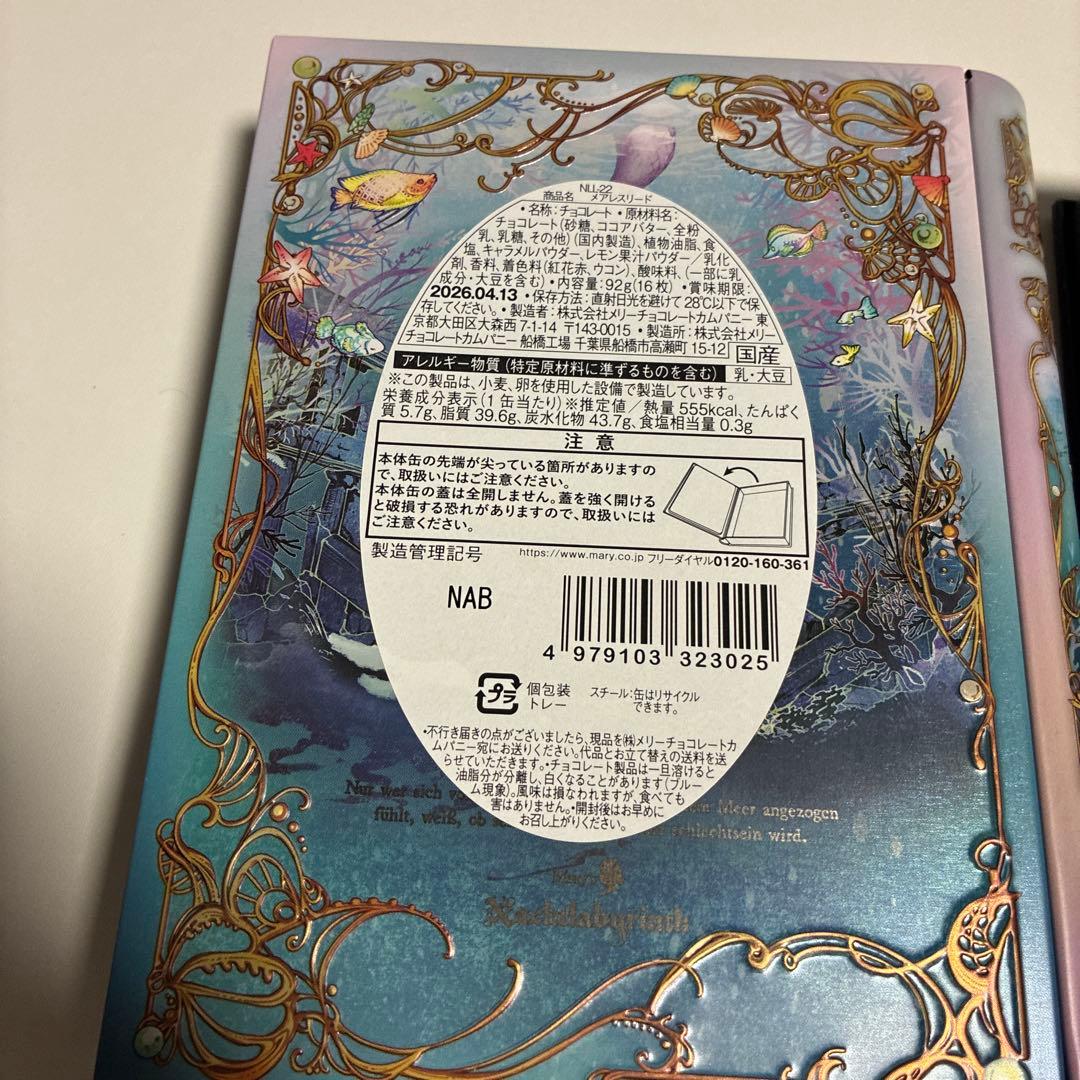 NLL-22
商品名 メアレスリード
・名称:チョコレート・原材料名:
チョコレート(砂糖、ココアバター、全粉
乳、乳糖、その他)(国内製造)、植物油脂、食
塩、キャラメルパウダー、レモン果汁パウダー/乳化
剤、香料、着色料(紅花赤、ウコン)、酸味料、(一部に乳
成分・大豆を含む)・内容量:92g(16枚)・賞味期限:
2026.04.13・保存方法:直射日光を避けて28℃以下で保
存してください。・製造者:株式会社メリーチョコレートカムパニー 東
京都大田区大森西7-1-14 〒143-0015・製造所:株式会社メリー
チョコレートカムパニー 船橋工場 千葉県船橋市高瀬町15-12 国産
アレルギー物質(特定原材料に準ずるものを含む) 乳・大豆
※この製品は、小麦、卵を使用した設備で製造しています。
栄養成分表示(1缶当たり)※推定値/熱量 555kcal、たんぱく
質 5.7g、脂質 39.6g、炭水化物 43.7g、食塩相当量 0.3g
注意
本体缶の先端が尖っている箇所がありますの
で、取扱いにはご注意ください。
本体缶の蓋は全開しません。蓋を強く開ける
と破損する恐れがありますので、取扱いには
ご注意ください。
製造管理記号 https://www.mary.co.jp フリーダイヤル0120-160-361
NAB
4 979103 323025
プラ 個包装 スチール:缶はリサイクル
トレー できます。
・不行き届きの点がございましたら、現品を㈱メリーチョコレートカ
ムパニー宛にお送りください。代品とお立て替えの送料を送
らせていただきます。・チョコレート製品は一旦溶けると
油脂分が分離し、白くなることがあります(ブルー
ム現象)。風味は損なわれますが、食べても
害はありません。・開封後はお早めに
お召し上がりください。
Nur wer sich Meer angezogen
fühlt, weiß, ob schlechtsein wird.
Mary's